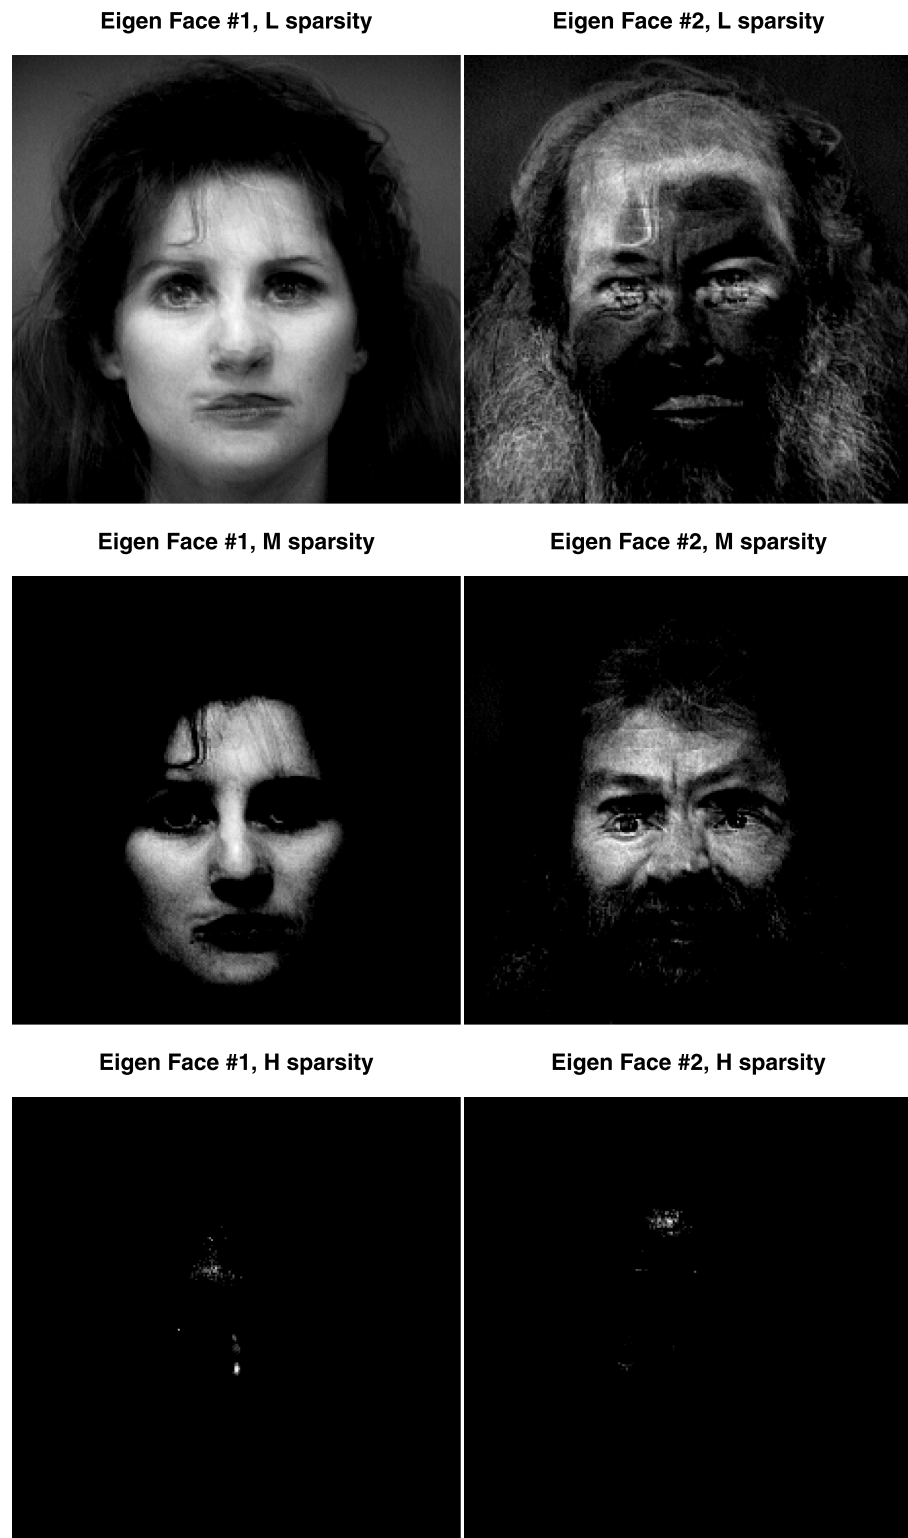 Eigen Face #1, L sparsity
Eigen Face #2, L sparsity
Eigen Face #1, M sparsity
Eigen Face #2, M sparsity
Eigen Face #1, H sparsity
Eigen Face #2, H sparsity